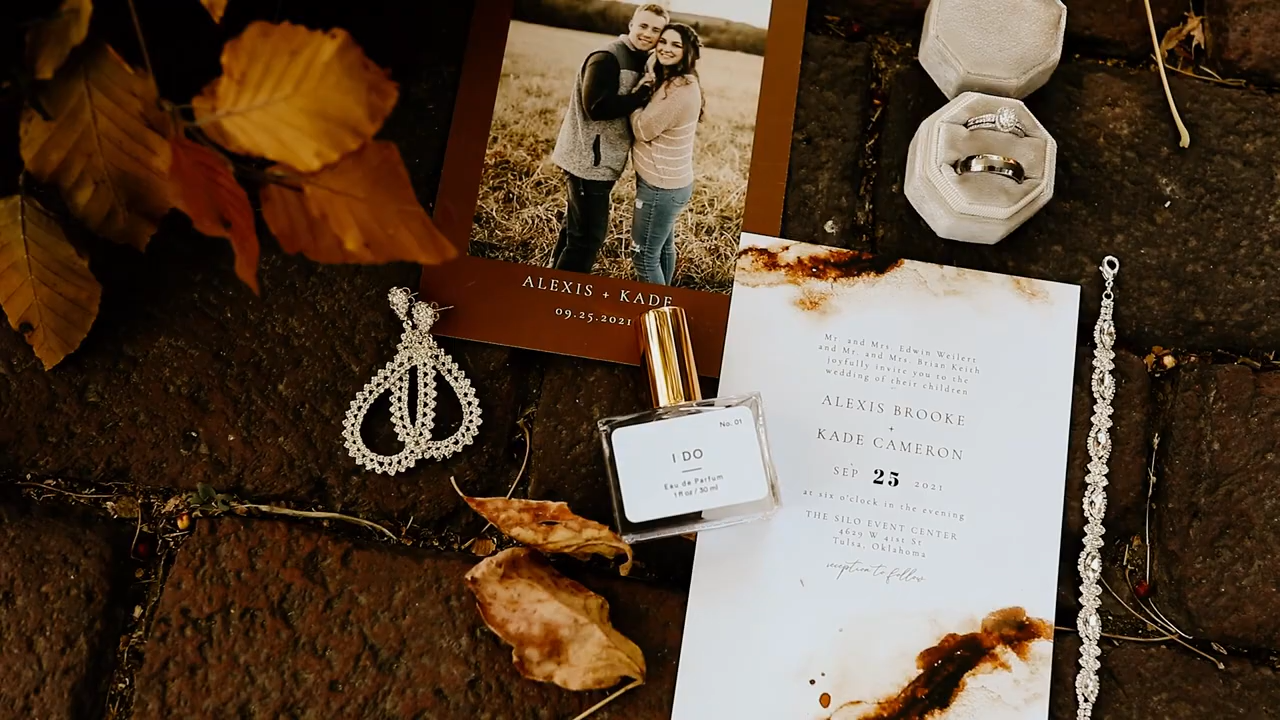 ALEXIS + KADE
09.25.2021
No. 01
I DO
Eau de Parfum
1 fl oz / 30 ml
Mr. and Mrs. Edwin Weilert
and Mr. and Mrs. Brian Keith
joyfully invite you to the
wedding of their children
ALEXIS BROOKE
+
KADE CAMERON
SEP 25 2021
at six o'clock in the evening
THE SILO EVENT CENTER
4629 W 41st St
Tulsa, Oklahoma
reception to follow